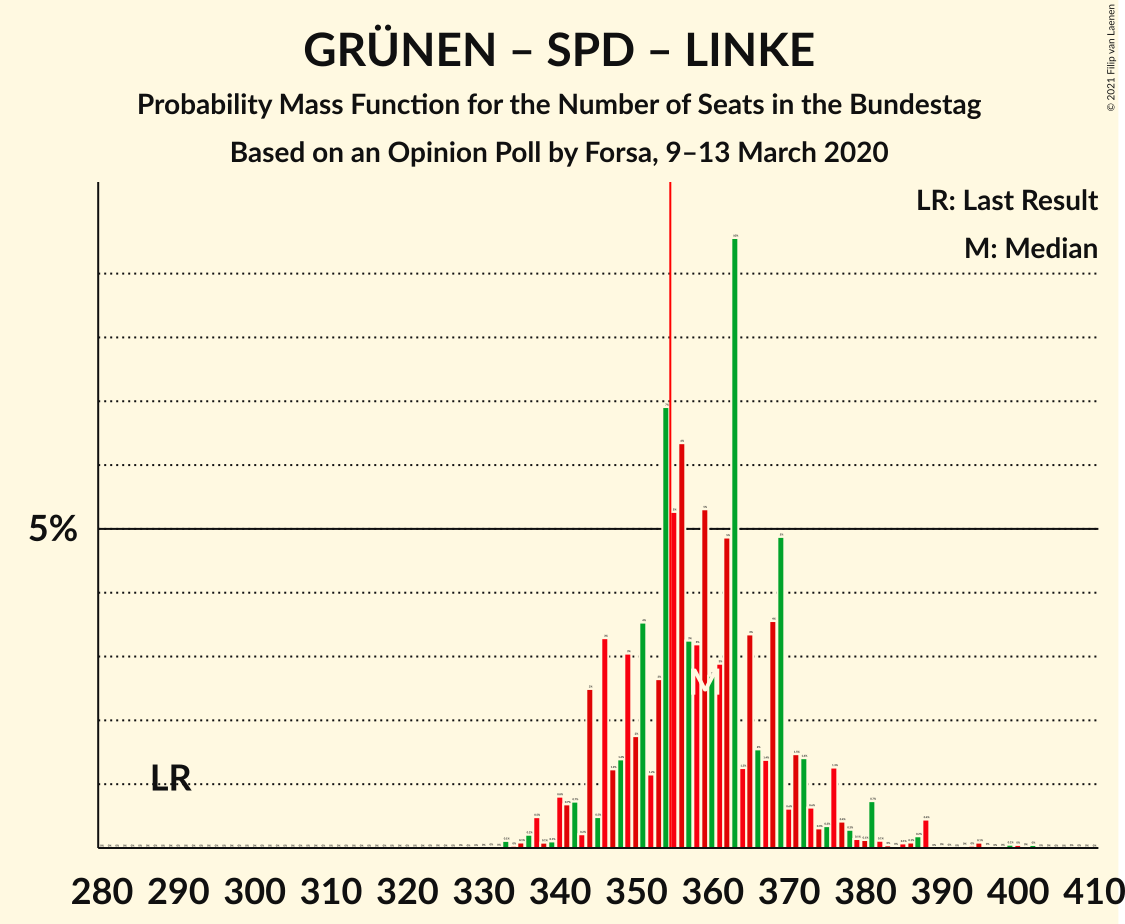 GRÜNEN – SPD – LINKE
Probability Mass Function for the Number of Seats in the Bundestag
Based on an Opinion Poll by Forsa, 9–13 March 2020
© 2021 Filip van Laenen
LR: Last Result
M: Median
5%
M
LR
280 290 300 310 320 330 340 350 360 370 380 390 400 410